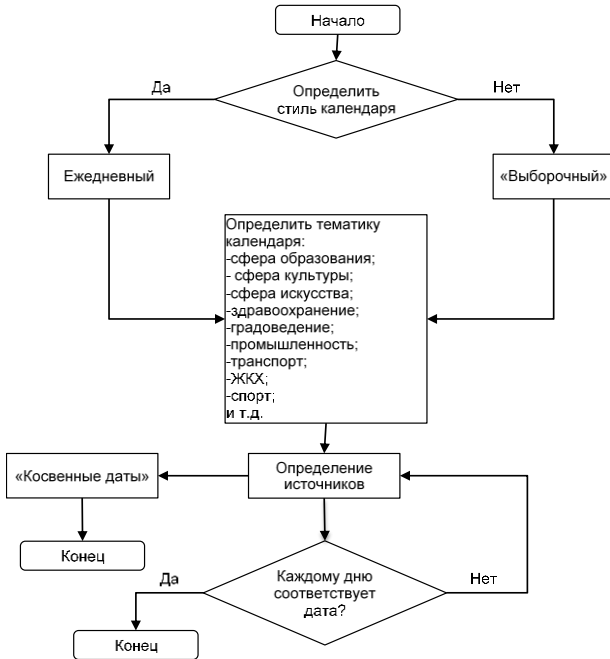 Начало
Определить
стиль календаря
Да
Нет
Ежедневный
«Выборочный»
Определить тематику
календаря:
-сфера образования;
- сфера культуры;
-сфера искусства;
-здравоохранение;
-градоведение;
-промышленность;
-транспорт;
-ЖКХ;
-спорт;
и т.д.
«Косвенные даты»
Определение
источников
Конец
Каждому дню
соответствует
дата?
Да
Нет
Конец